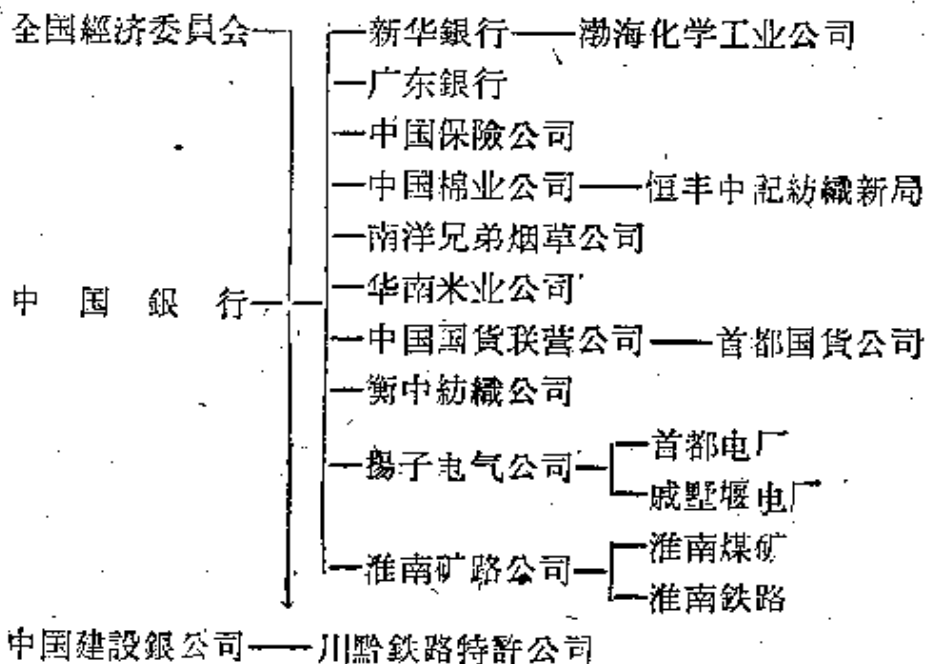 全国經济委員会 新华銀行 渤海化学工业公司
广东銀行
中国保險公司
中国棉业公司 恒丰中記紡織新局
南洋兄弟烟草公司
华南米业公司
中国銀行
中国国貨联营公司 首都国貨公司
衡中紡織公司
首都电厂
揚子电气公司
戚墅堰电厂
淮南煤矿
淮南矿路公司
淮南鉄路
中国建設銀公司 川黔鉄路特許公司